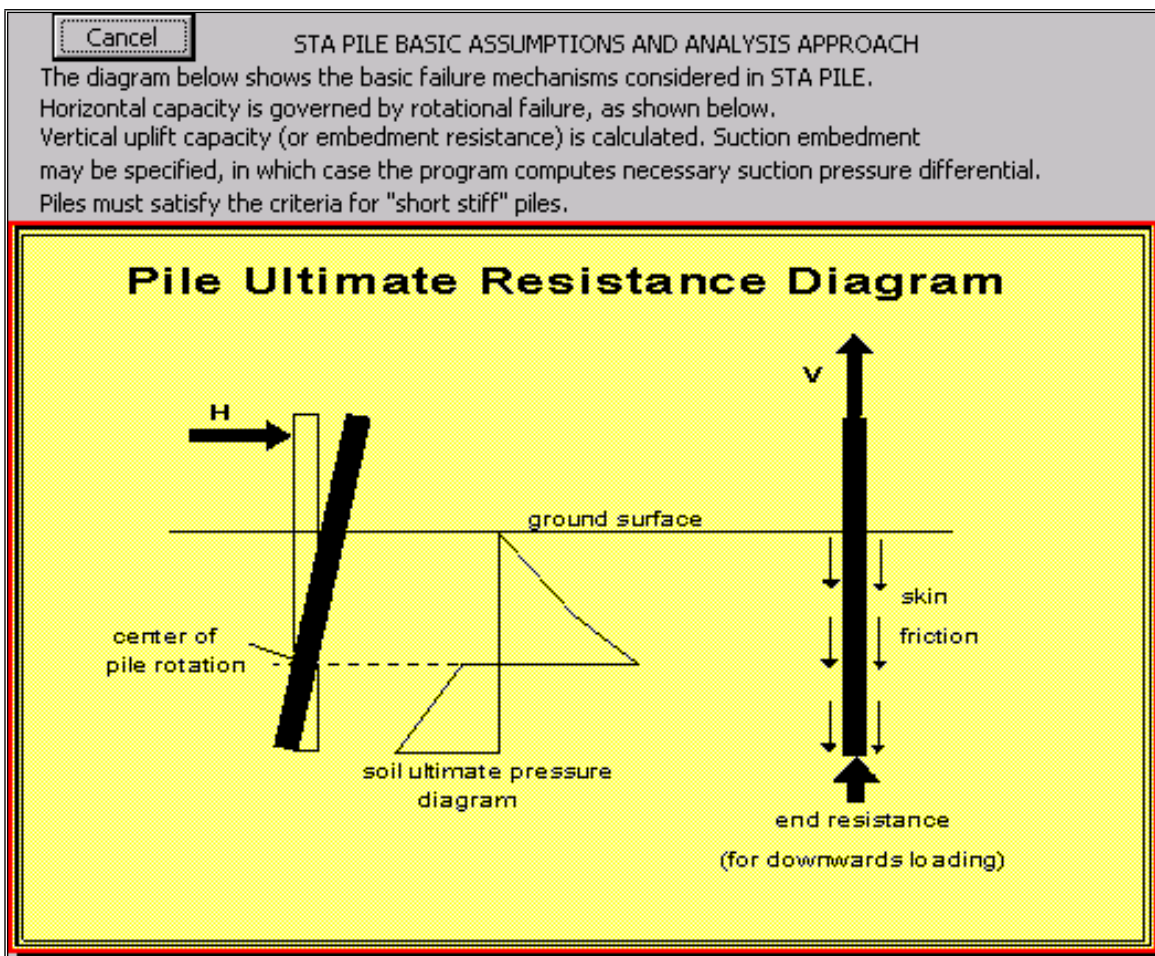 Cancel
STA PILE BASIC ASSUMPTIONS AND ANALYSIS APPROACH
The diagram below shows the basic failure mechanisms considered in STA PILE.
Horizontal capacity is governed by rotational failure, as shown below.
Vertical uplift capacity (or embedment resistance) is calculated. Suction embedment
may be specified, in which case the program computes necessary suction pressure differential.
Piles must satisfy the criteria for "short stiff" piles.
Pile Ultimate Resistance Diagram
V
H
ground surface
skin
friction
center of
pile rotation
soil ultimate pressure
diagram
end resistance
(for downwards loading)